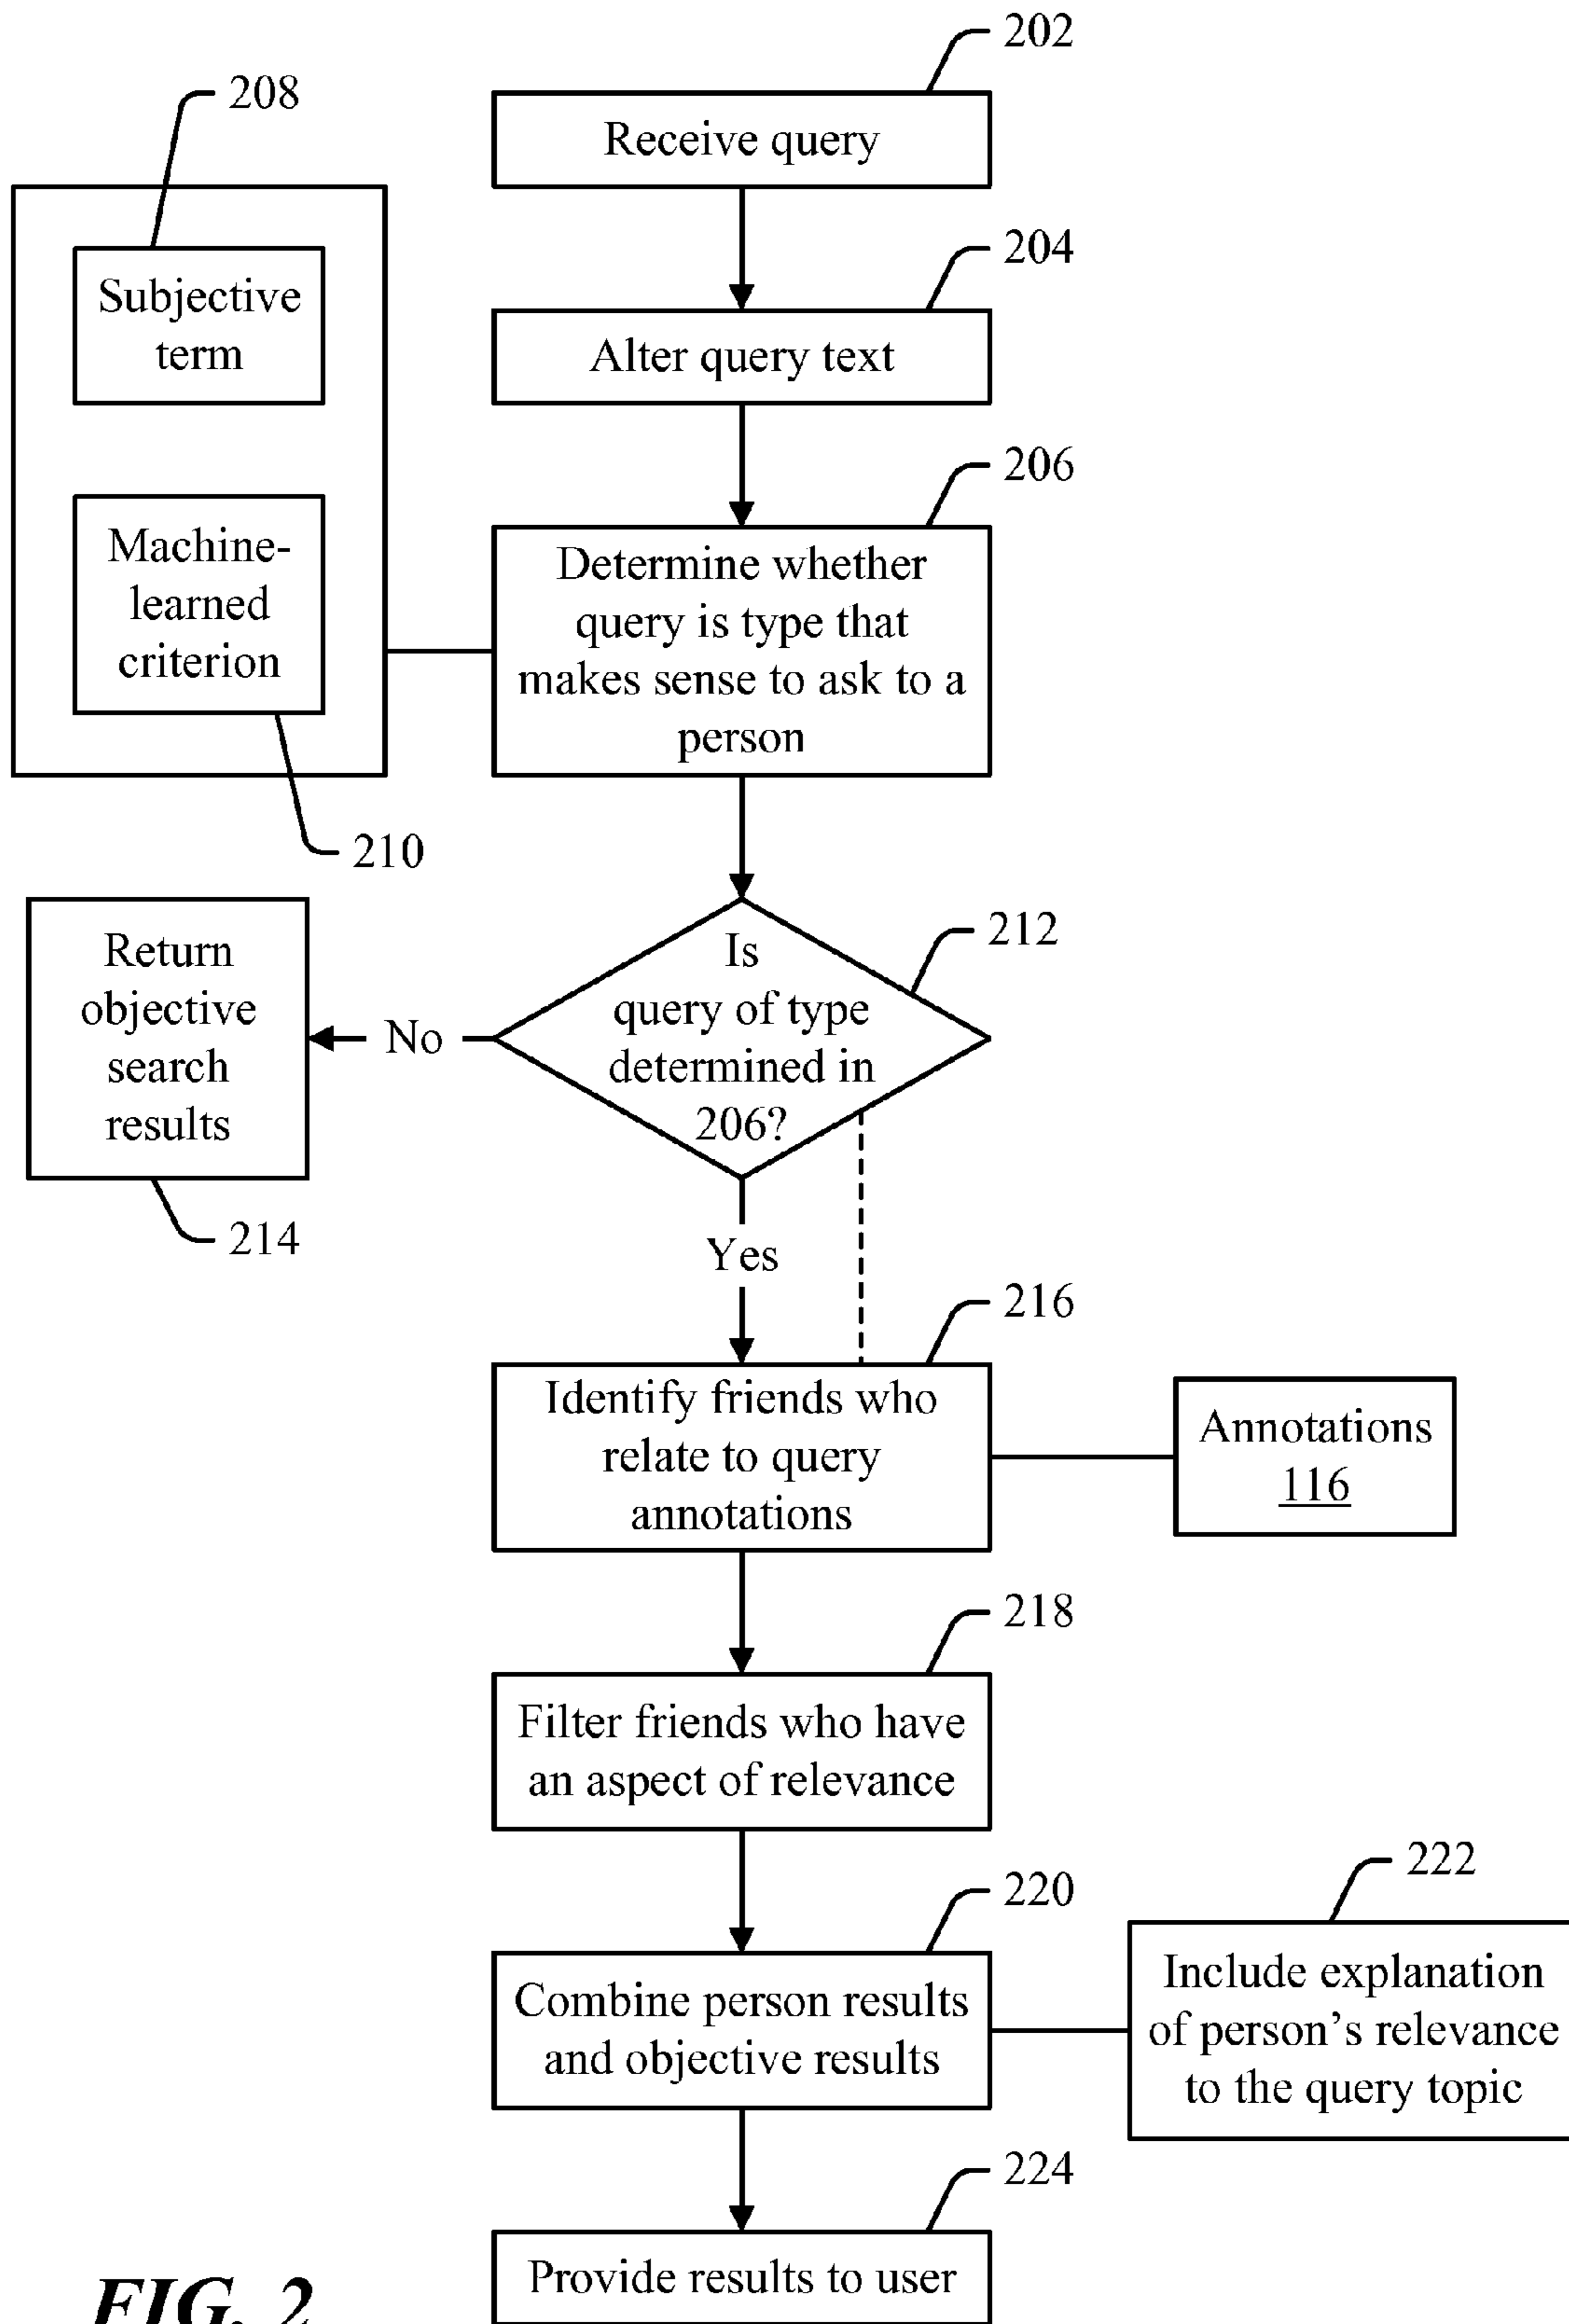 202
Receive query
208
204
Subjective
term
Alter query text
206
Machine-
learned
criterion
Determine whether
query is type that
makes sense to ask to a
person
210
212
Is
query of type
determined in
206?
No
Return
objective
search
results
214
Yes
216
Identify friends who
relate to query
annotations
Annotations
116
218
Filter friends who have
an aspect of relevance
220
222
Combine person results
and objective results
Include explanation
of person's relevance
to the query topic
224
Provide results to user
FIG. 2